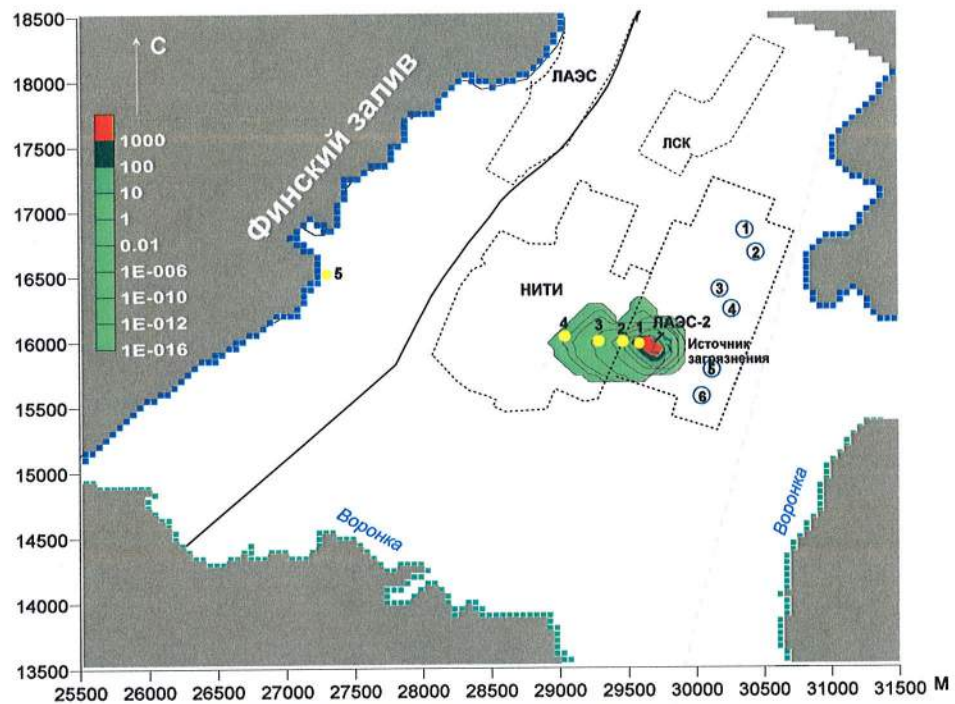 18500
18000
17500
17000
16500
16000
15500
15000
14500
14000
13500
С
1000
100
10
1
0.01
1E-006
1E-010
1E-012
1E-016
Финский залив
ЛАЭС
ЛСК
НИТИ
ЛАЭС-2
Источник
загрязнения
5
4
3
2
1
1
2
3
4
5
6
Воронка
Воронка
25500 26000 26500 27000 27500 28000 28500 29000 29500 30000 30500 31000 31500 М